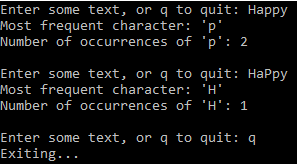 Enter some text, or q to quit: Happy
Most frequent character: 'p'
Number of occurrences of 'p': 2
Enter some text, or q to quit: HaPpy
Most frequent character: 'H'
Number of occurrences of 'H': 1
Enter some text, or q to quit: q
Exiting...